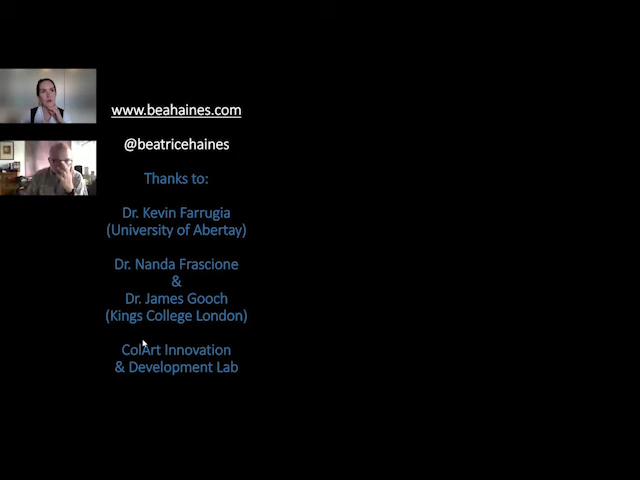 www.beahaines.com
@beatricehaines
Thanks to:
Dr. Kevin Farrugia
(University of Abertay)
Dr. Nanda Frascione
&
Dr. James Gooch
(Kings College London)
ColArt Innovation
& Development Lab